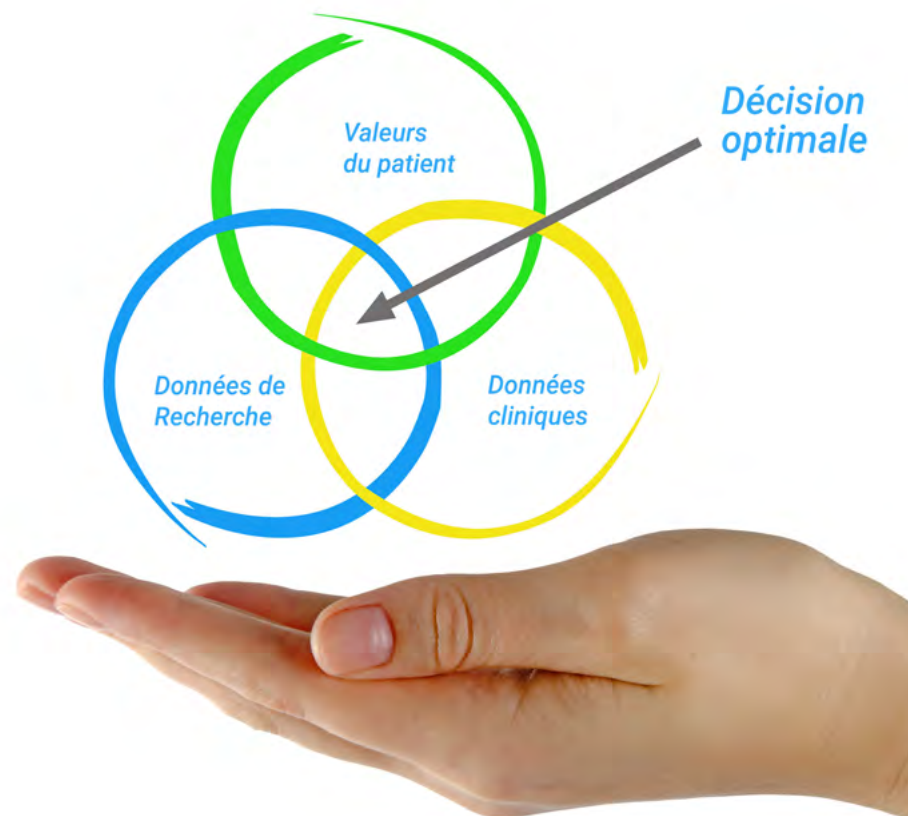 Valeurs
du patient
Décision
optimale
Données de
Recherche
Données
cliniques